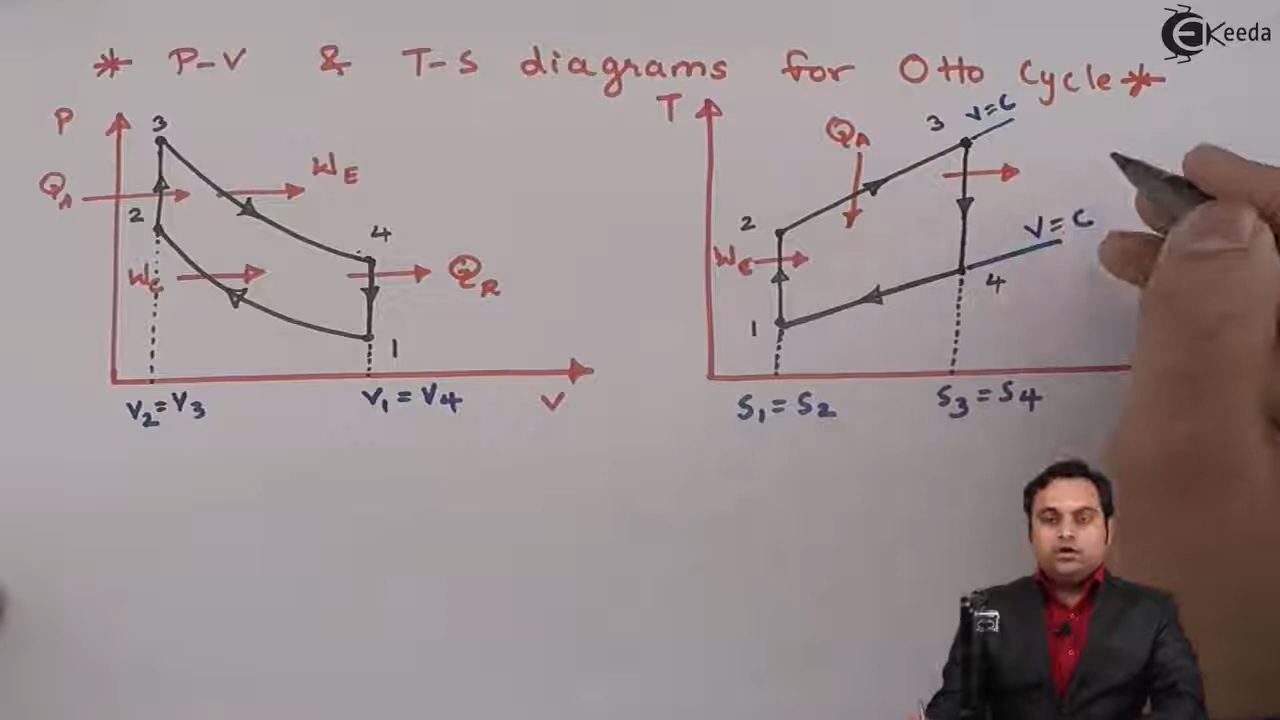 Ekeeda
* P-V & T-S diagrams for Otto Cycle *
P
3
QA
WE
2
4
WC
QR
1
V2 = V3
V1 = V4
V
T
QA
3
V=C
2
WC
V=C
4
1
S1 = S2
S3 = S4